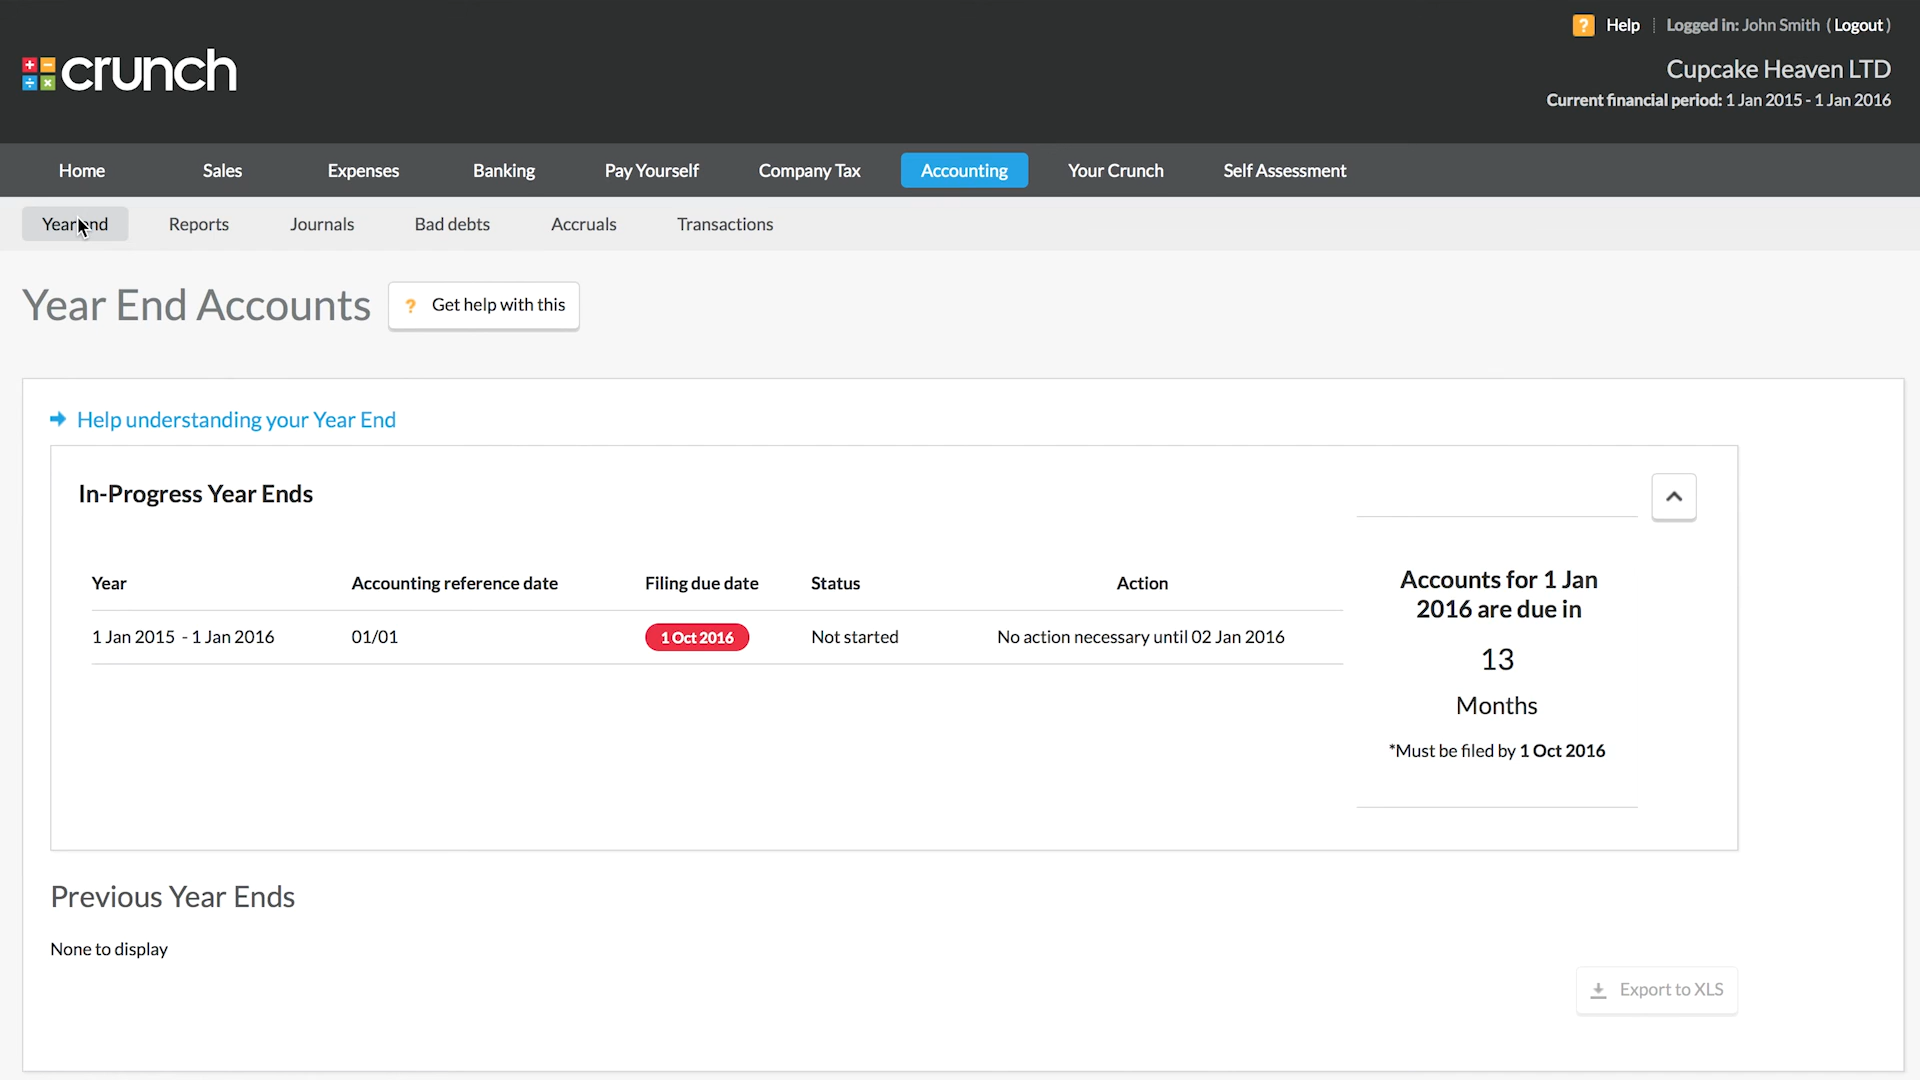 ? Help Logged in: John Smith ( Logout )
crunch
Cupcake Heaven LTD
Current financial period: 1 Jan 2015 - 1 Jan 2016
Home Sales Expenses Banking Pay Yourself Company Tax Accounting Your Crunch Self Assessment
Year end Reports Journals Bad debts Accruals Transactions
Year End Accounts ? Get help with this
Help understanding your Year End
In-Progress Year Ends
Year Accounting reference date Filing due date Status Action
1 Jan 2015 - 1 Jan 2016 01/01 1 Oct 2016 Not started No action necessary until 02 Jan 2016
Accounts for 1 Jan
2016 are due in
13
Months
*Must be filed by 1 Oct 2016
Previous Year Ends
None to display
Export to XLS